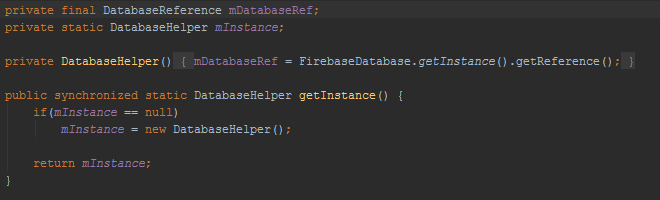 private final DatabaseReference mDatabaseRef;
private static DatabaseHelper mInstance;
private DatabaseHelper() { mDatabaseRef = FirebaseDatabase.getInstance().getReference(); }
public synchronized static DatabaseHelper getInstance() {
if(mInstance == null)
mInstance = new DatabaseHelper();
return mInstance;
}